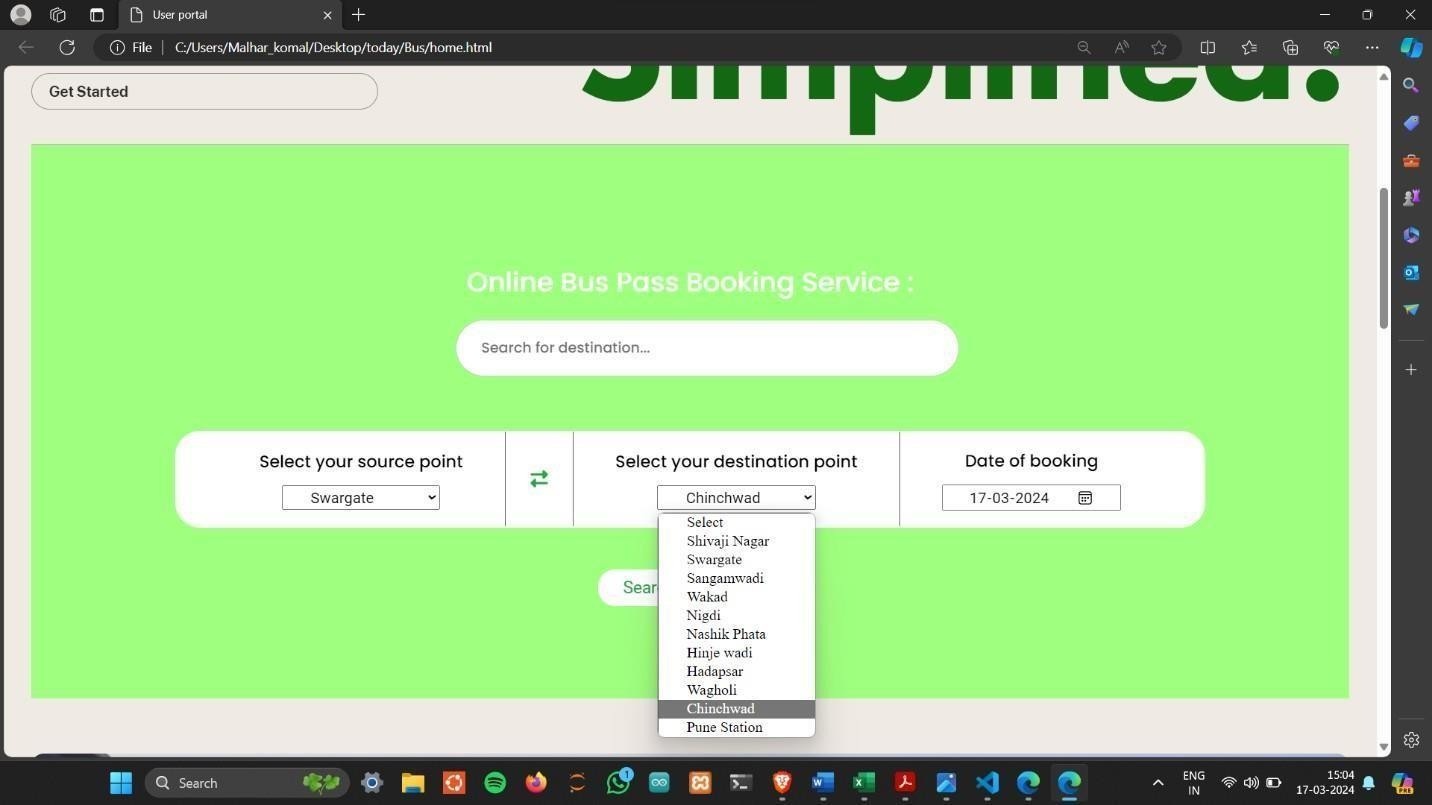 User portal
File
C:/Users/Malhar_komal/Desktop/today/Bus/home.html
Get Started
Online Bus Pass Booking Service :
Search for destination...
Select your source point
Select your destination point
Date of booking
Swargate
Chinchwad
17-03-2024
Select
Shivaji Nagar
Swargate
Sangamwadi
Wakad
Nigdi
Nashik Phata
Hinje wadi
Hadapsar
Wagholi
Chinchwad
Pune Station
Search
1
ENG
IN
15:04
17-03-2024
PRE